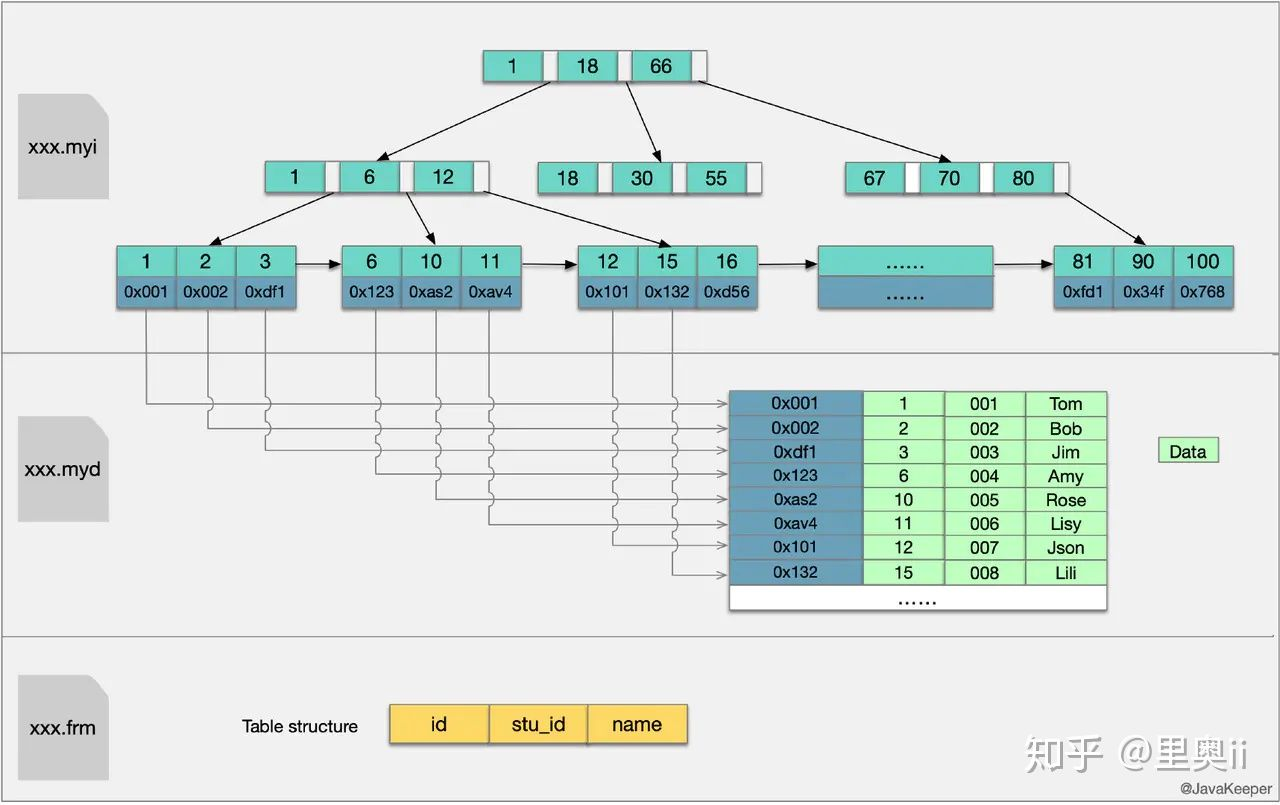 1 18 66
xxx.myi
1 6 12 18 30 55 67 70 80
1 2 3 6 10 11 12 15 16 ...... 81 90 100
0x001 0x002 0xdf1 0x123 0xas2 0xav4 0x101 0x132 0xd56 ...... 0xfd1 0x34f 0x768
xxx.myd
0x001 1 001 Tom
0x002 2 002 Bob
0xdf1 3 003 Jim
0x123 6 004 Amy
0xas2 10 005 Rose
0xav4 11 006 Lisy
0x101 12 007 Json
0x132 15 008 Lili
......
Data
xxx.frm
Table structure id stu_id name
知乎 @里奥ii
@JavaKeeper